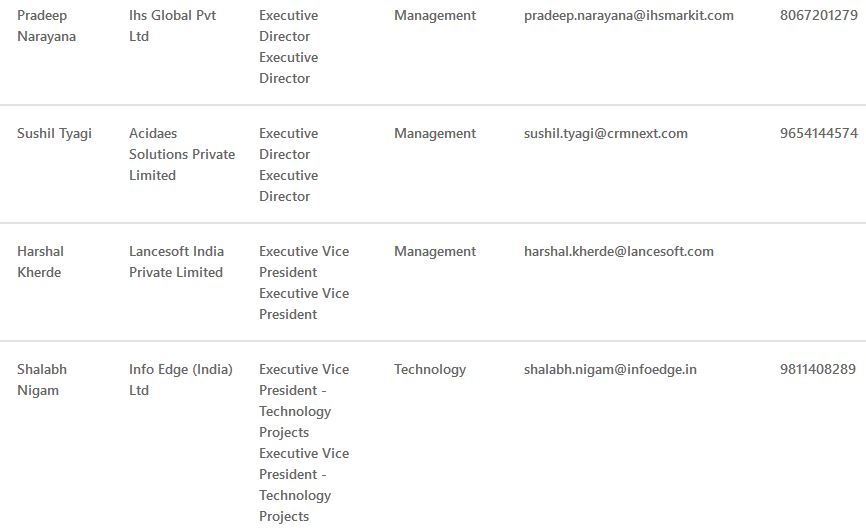 Pradeep Narayana
Ihs Global Pvt Ltd
Executive Director Executive Director
Management
pradeep.narayana@ihsmarkit.com
8067201279
Sushil Tyagi
Acidaes Solutions Private Limited
Executive Director Executive Director
Management
sushil.tyagi@crmnext.com
9654144574
Harshal Kherde
Lancesoft India Private Limited
Executive Vice President Executive Vice President
Management
harshal.kherde@lancesoft.com
Shalabh Nigam
Info Edge (India) Ltd
Executive Vice President - Technology Projects Executive Vice President - Technology Projects
Technology
shalabh.nigam@infoedge.in
9811408289